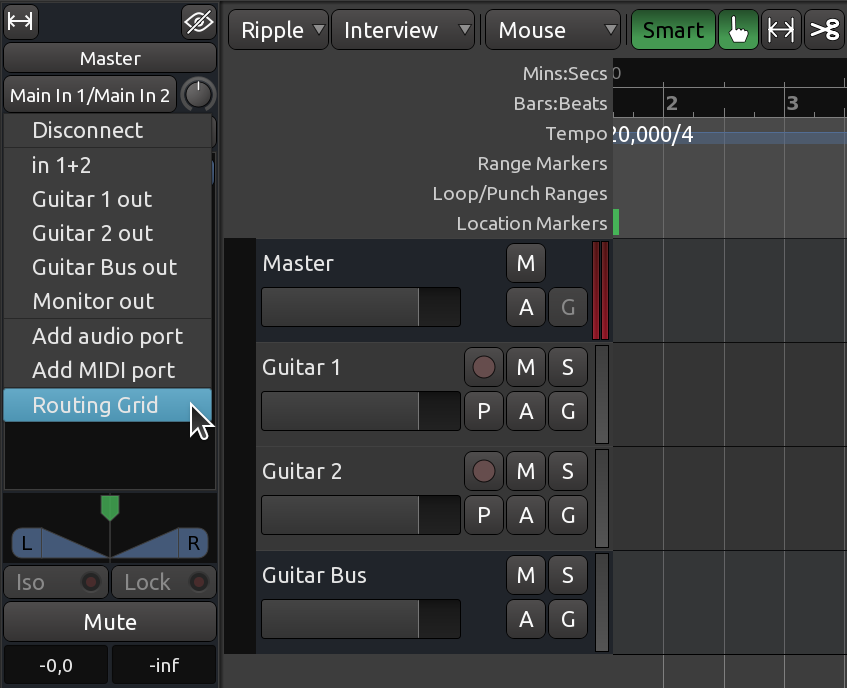 Master
Main In 1/Main In 2
Disconnect
in 1+2
Guitar 1 out
Guitar 2 out
Guitar Bus out
Monitor out
Add audio port
Add MIDI port
Routing Grid
L R
Iso Lock
Mute
-0,0 -inf
Ripple Interview Mouse Smart
Mins:Secs 0
Bars:Beats 2 3
Tempo 20,000/4
Range Markers
Loop/Punch Ranges
Location Markers
Master M
A G
Guitar 1 M S
P A G
Guitar 2 M S
P A G
Guitar Bus M S
A G